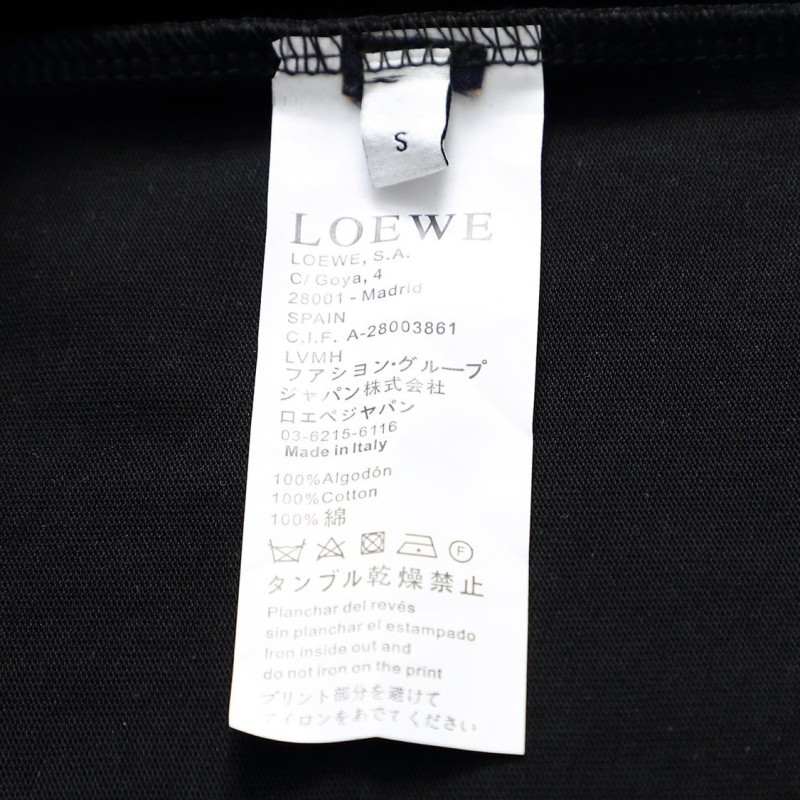 S
LOEWE
LOEWE, S.A.
C/ Goya, 4
28001 - Madrid
SPAIN
C.I.F. A-28003861
LVMH
ファション・グループ
ジャパン株式会社
ロエベジャパン
03-6215-6116
Made in Italy
100%Algodón
100%Cotton
100%綿
F
タンブル乾燥禁止
Planchar del revés
sin planchar el estampado
Iron inside out and
do not iron on the print
プリント部分を避けて
アイロンをあでてください